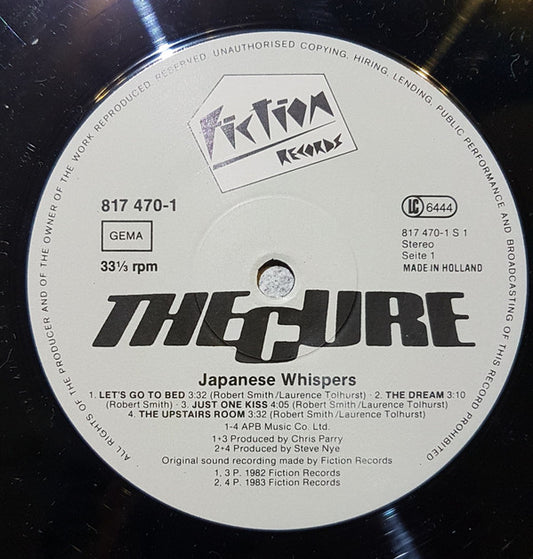 ALL RIGHTS OF THE PRODUCER AND OF THE OWNER OF THE WORK REPRODUCED RESERVED. UNAUTHORISED COPYING, HIRING, LENDING, PUBLIC PERFORMANCE AND BROADCASTING OF THIS RECORD PROHIBITED
Fiction
RECORDS
817 470-1
GEMA
33⅓ rpm
LC 6444
817 470-1 S 1
Stereo
Seite 1
MADE IN HOLLAND
THE CURE
Japanese Whispers
1. LET'S GO TO BED 3:32 (Robert Smith/Laurence Tolhurst) · 2. THE DREAM 3:10
(Robert Smith) · 3. JUST ONE KISS 4:05 (Robert Smith/Laurence Tolhurst)
4. THE UPSTAIRS ROOM 3:32 (Robert Smith/Laurence Tolhurst)
1-4 APB Music Co. Ltd.
1+3 Produced by Chris Parry
2+4 Produced by Steve Nye
Original sound recording made by Fiction Records
1, 3 P. 1982 Fiction Records
2, 4 P. 1983 Fiction Records